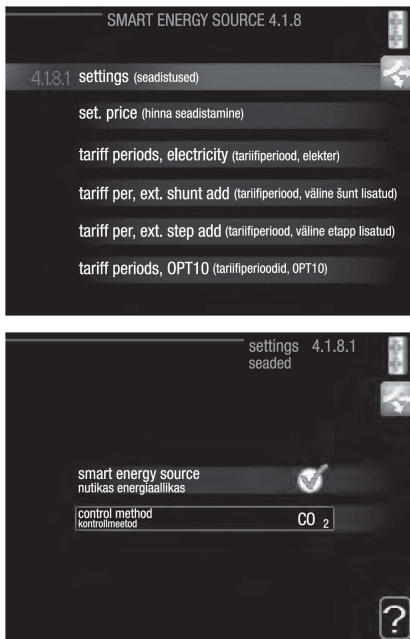 SMART ENERGY SOURCE 4.1.8
4.1.8.1 settings (seadistused)
set. price (hinna seadistamine)
tariff periods, electricity (tariifiperiood, elekter)
tariff per, ext. shunt add (tariifiperiood, väline šunt lisatud)
tariff per, ext. step add (tariifiperiood, väline etapp lisatud)
tariff periods, OPT10 (tariifiperioodid, OPT10)
settings 4.1.8.1
seaded
smart energy source
nutikas energiaallikas
control method
kontrollmeetod
CO 2
?